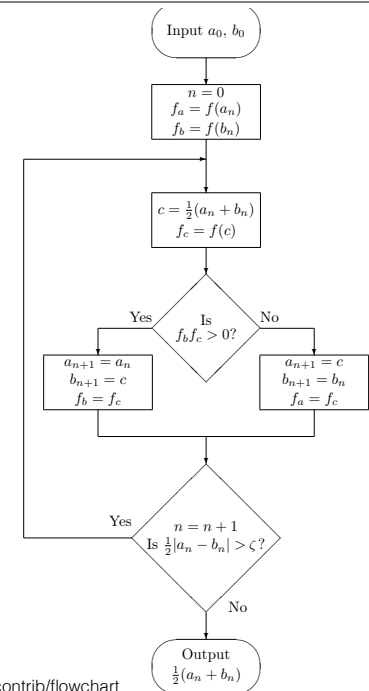 Input a₀, b₀
n = 0
fₐ = f(aₙ)
f_b = f(bₙ)
c = ½(aₙ + bₙ)
f_c = f(c)
Yes
Is
f_b f_c > 0?
No
aₙ₊₁ = aₙ
bₙ₊₁ = c
f_b = f_c
aₙ₊₁ = c
bₙ₊₁ = bₙ
fₐ = f_c
Yes
n = n + 1
Is ½|aₙ − bₙ| > ζ?
No
Output
½(aₙ + bₙ)
contrib/flowchart